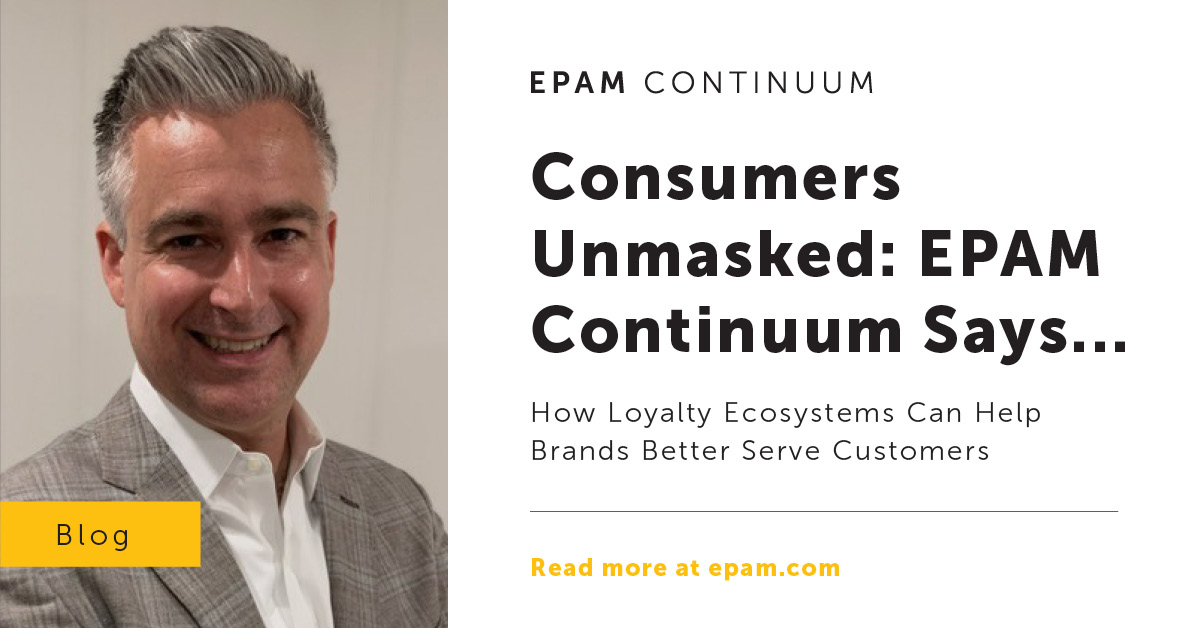 EPAM CONTINUUM
Consumers
Unmasked: EPAM
Continuum Says...
How Loyalty Ecosystems Can Help
Brands Better Serve Customers
Blog
Read more at epam.com